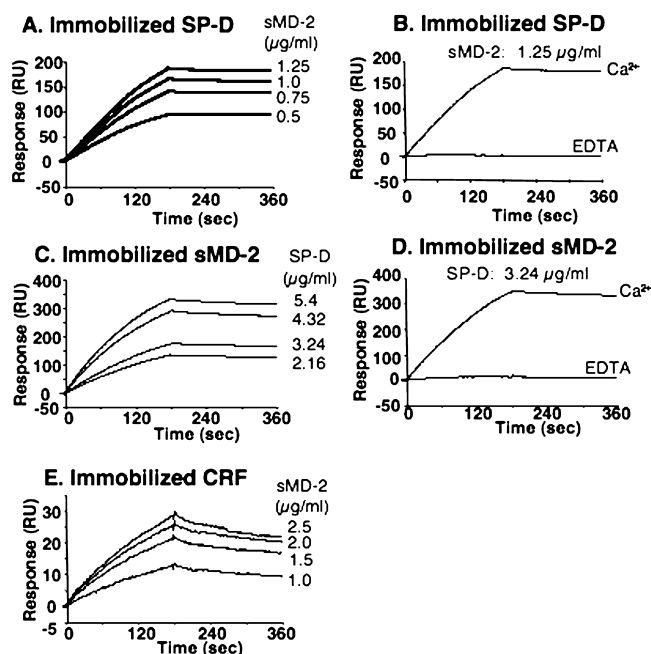 A. Immobilized SP-D
sMD-2
(µg/ml)
Response (RU)
200
150
100
50
0
-50
1.25
1.0
0.75
0.5
0 120 240 360
Time (sec)
B. Immobilized SP-D
sMD-2: 1.25 µg/ml
Response (RU)
200
150
100
50
0
-50
Ca²⁺
EDTA
0 120 240 360
Time (sec)
C. Immobilized sMD-2
SP-D
(µg/ml)
Response (RU)
400
300
200
100
0
-50
5.4
4.32
3.24
2.16
0 120 240 360
Time (sec)
D. Immobilized sMD-2
SP-D: 3.24 µg/ml
Response (RU)
400
300
200
100
0
-50
Ca²⁺
EDTA
0 120 240 360
Time (sec)
E. Immobilized CRF
sMD-2
(µg/ml)
Response (RU)
30
20
10
0
-5
2.5
2.0
1.5
1.0
0 120 240 360
Time (sec)